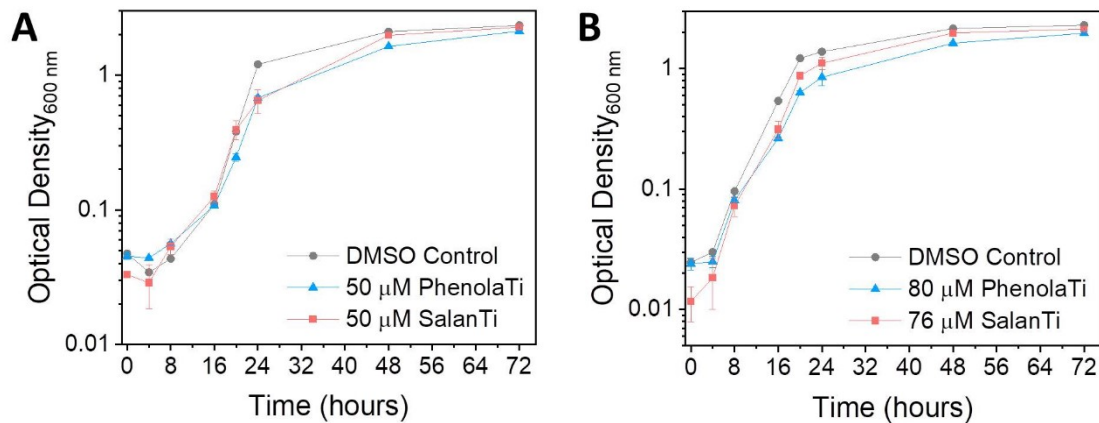 A
Optical Density600 nm
1
0.1
0.01
DMSO Control
50 μM PhenolaTi
50 μM SalanTi
0 8 16 24 32 40 48 56 64 72
Time (hours)
B
Optical Density600 nm
1
0.1
0.01
DMSO Control
80 μM PhenolaTi
76 μM SalanTi
0 8 16 24 32 40 48 56 64 72
Time (hours)